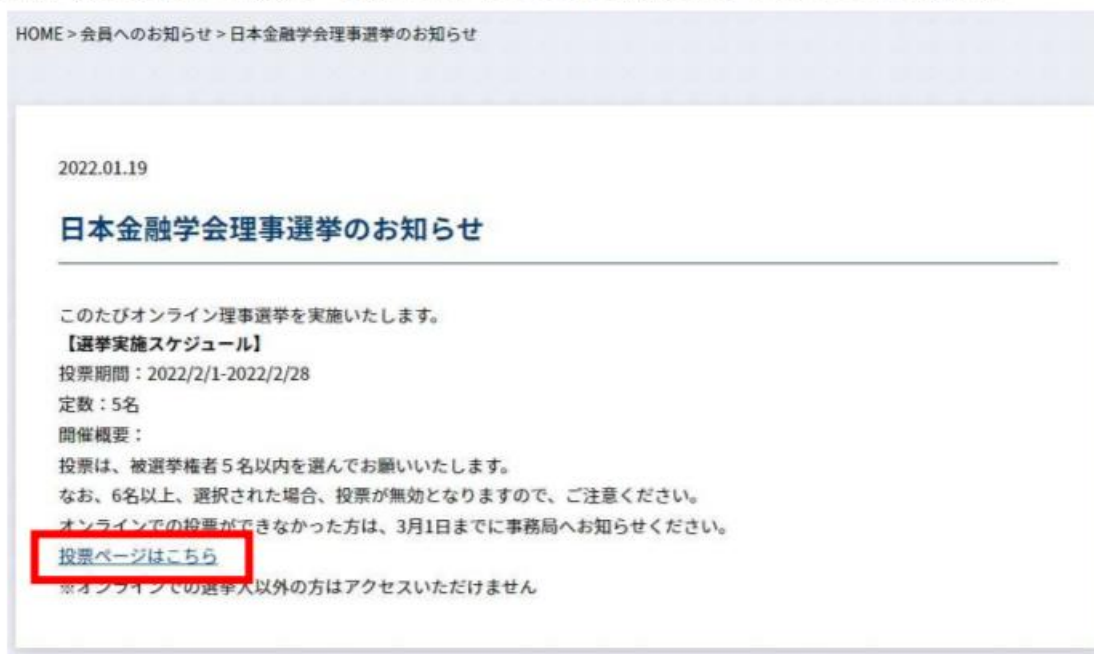 HOME > 会員へのお知らせ > 日本金融学会理事選挙のお知らせ
2022.01.19
日本金融学会理事選挙のお知らせ
このたびオンライン理事選挙を実施いたします。
【選挙実施スケジュール】
投票期間：2022/2/1-2022/2/28
定数：5名
開催概要：
投票は、被選挙権者５名以内を選んでお願いいたします。
なお、6名以上、選択された場合、投票が無効となりますので、ご注意ください。
オンラインでの投票ができなかった方は、3月1日までに事務局へお知らせください。
投票ページはこちら
※オンラインでの選挙人以外の方はアクセスいただけません